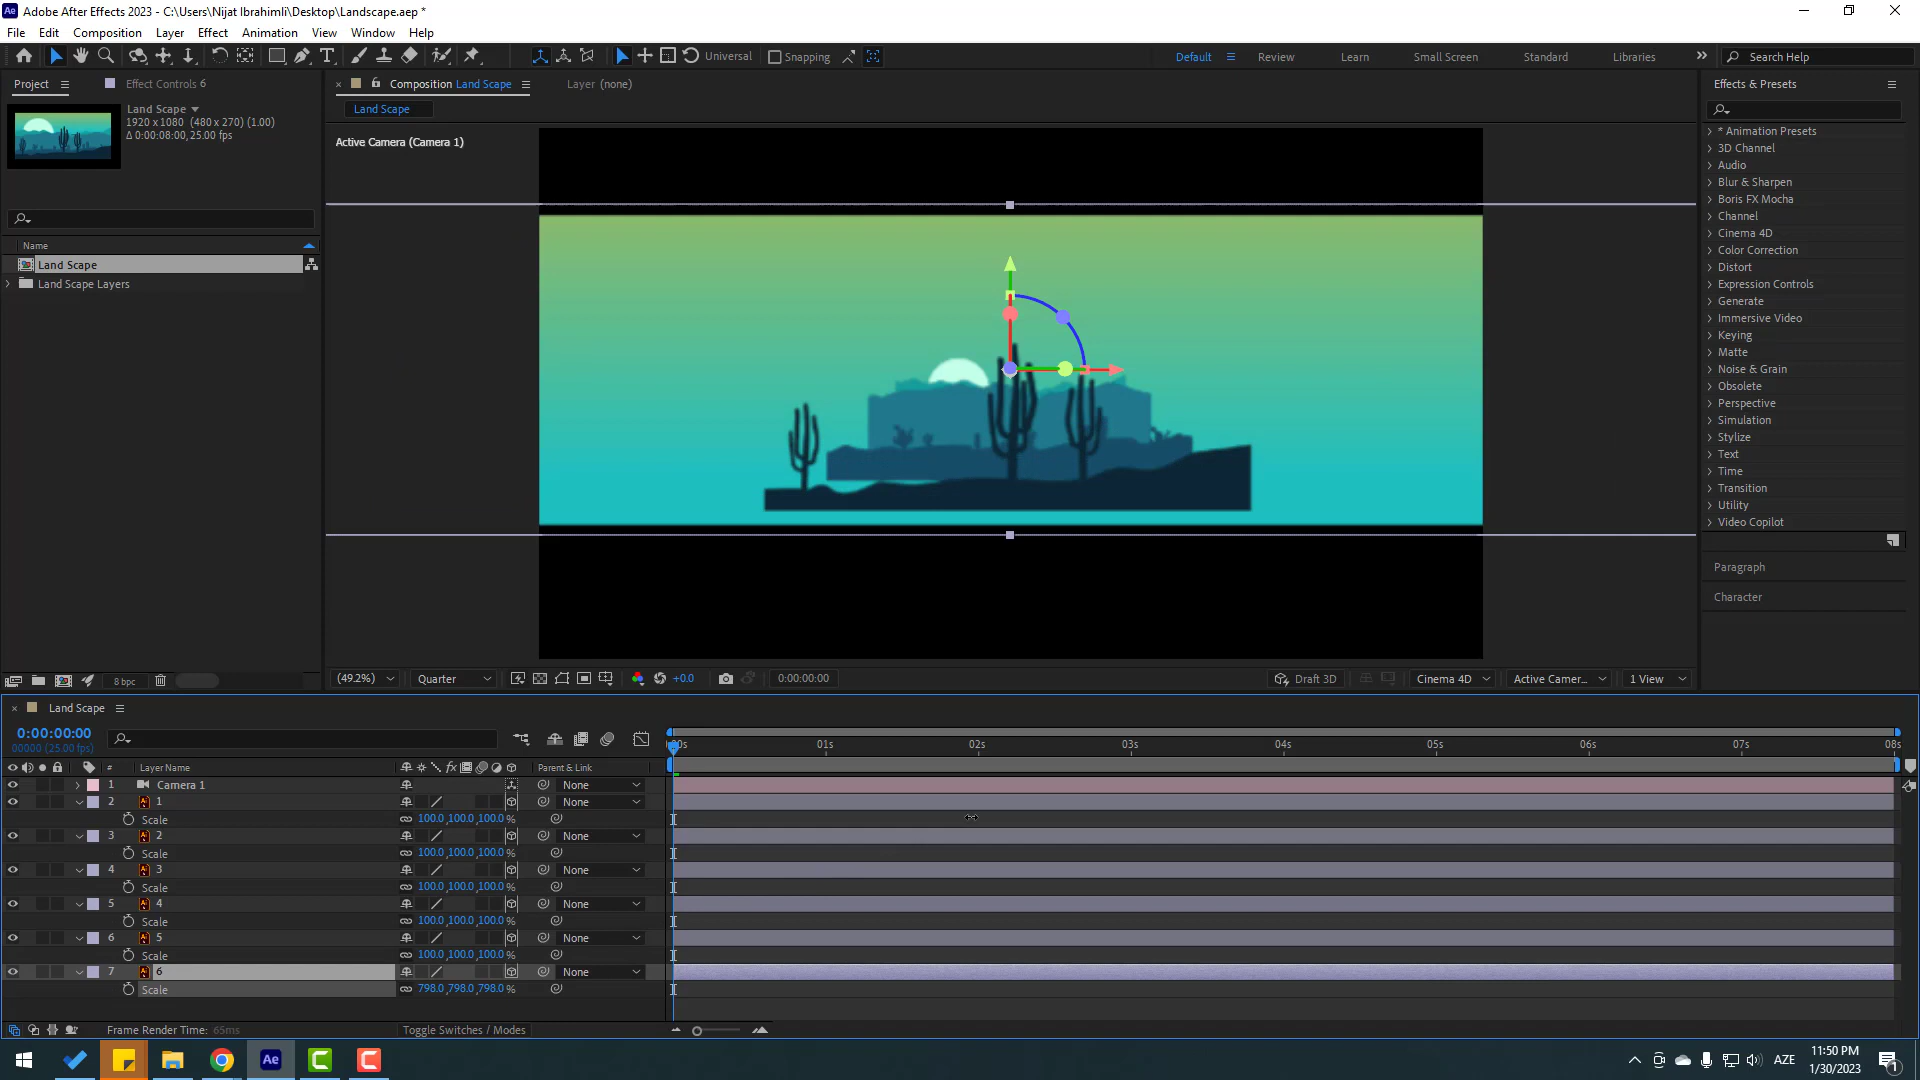 Adobe After Effects 2023 - C:\Users\Nijat Ibrahimli\Desktop\Landscape.aep *
File Edit Composition Layer Effect Animation View Window Help
Universal Snapping Default Review Learn Small Screen Standard Libraries Search Help
Project Effect Controls 6
Land Scape
1920 x 1080 (480 x 270) (1.00)
Δ 0:00:08:00, 25.00 fps
Name
Land Scape
Land Scape Layers
8 bpc
Composition Land Scape Layer (none)
Land Scape
Active Camera (Camera 1)
(49.2%) Quarter +0.0 0:00:00:00 Draft 3D Cinema 4D Active Camer... 1 View
Effects & Presets
* Animation Presets
3D Channel
Audio
Blur & Sharpen
Boris FX Mocha
Channel
Cinema 4D
Color Correction
Distort
Expression Controls
Generate
Immersive Video
Keying
Matte
Noise & Grain
Obsolete
Perspective
Simulation
Stylize
Text
Time
Transition
Utility
Video Copilot
Paragraph
Character
Land Scape
0:00:00:00
00000 (25.00 fps)
:00s 01s 02s 03s 04s 05s 06s 07s 08s
# Layer Name fx Parent & Link
1 Camera 1 None
2 1 None
Scale 100.0,100.0,100.0 %
3 2 None
Scale 100.0,100.0,100.0 %
4 3 None
Scale 100.0,100.0,100.0 %
5 4 None
Scale 100.0,100.0,100.0 %
6 5 None
Scale 100.0,100.0,100.0 %
7 6 None
Scale 798.0,798.0,798.0 %
Frame Render Time: 65ms Toggle Switches / Modes
AZE
11:50 PM
1/30/2023
1